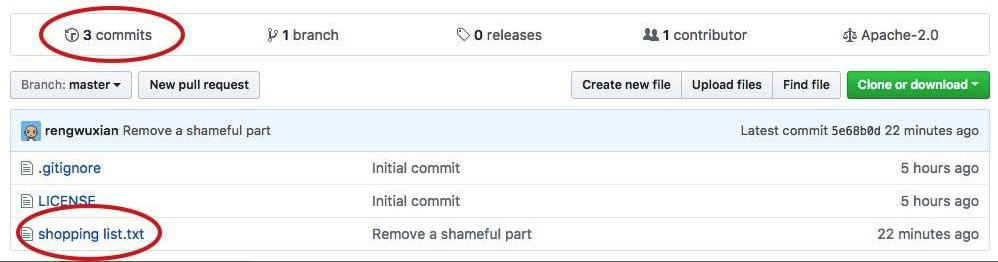 3 commits 1 branch 0 releases 1 contributor Apache-2.0
Branch: master New pull request Create new file Upload files Find file Clone or download
rengwuxian Remove a shameful part Latest commit 5e68b0d 22 minutes ago
.gitignore Initial commit 5 hours ago
LICENSE Initial commit 5 hours ago
shopping list.txt Remove a shameful part 22 minutes ago